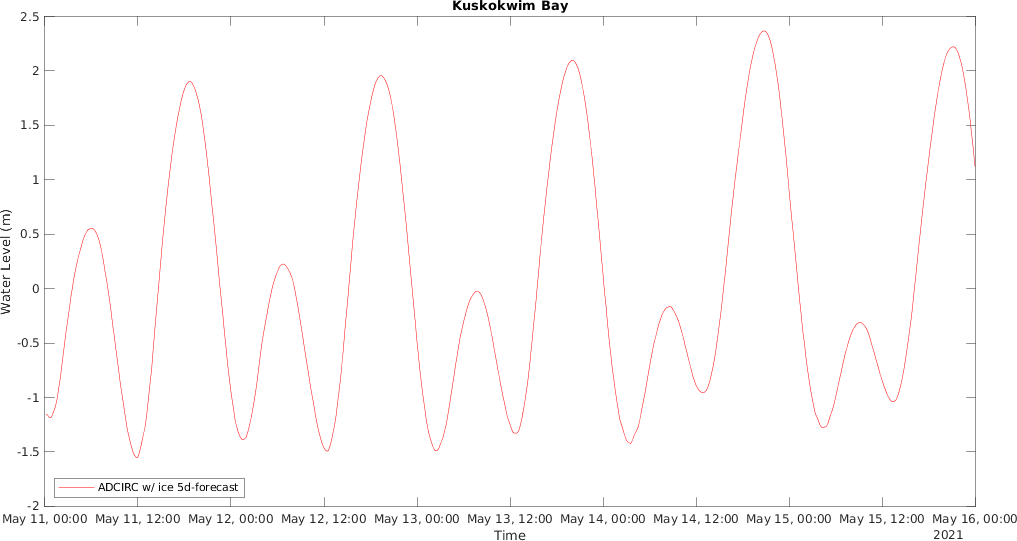 Kuskokwim Bay
2.5
2
1.5
1
0.5
0
-0.5
-1
-1.5
-2
Water Level (m)
ADCIRC w/ ice 5d-forecast
May 11, 00:00 May 11, 12:00 May 12, 00:00 May 12, 12:00 May 13, 00:00 May 13, 12:00 May 14, 00:00 May 14, 12:00 May 15, 00:00 May 15, 12:00 May 16, 00:00
Time
2021